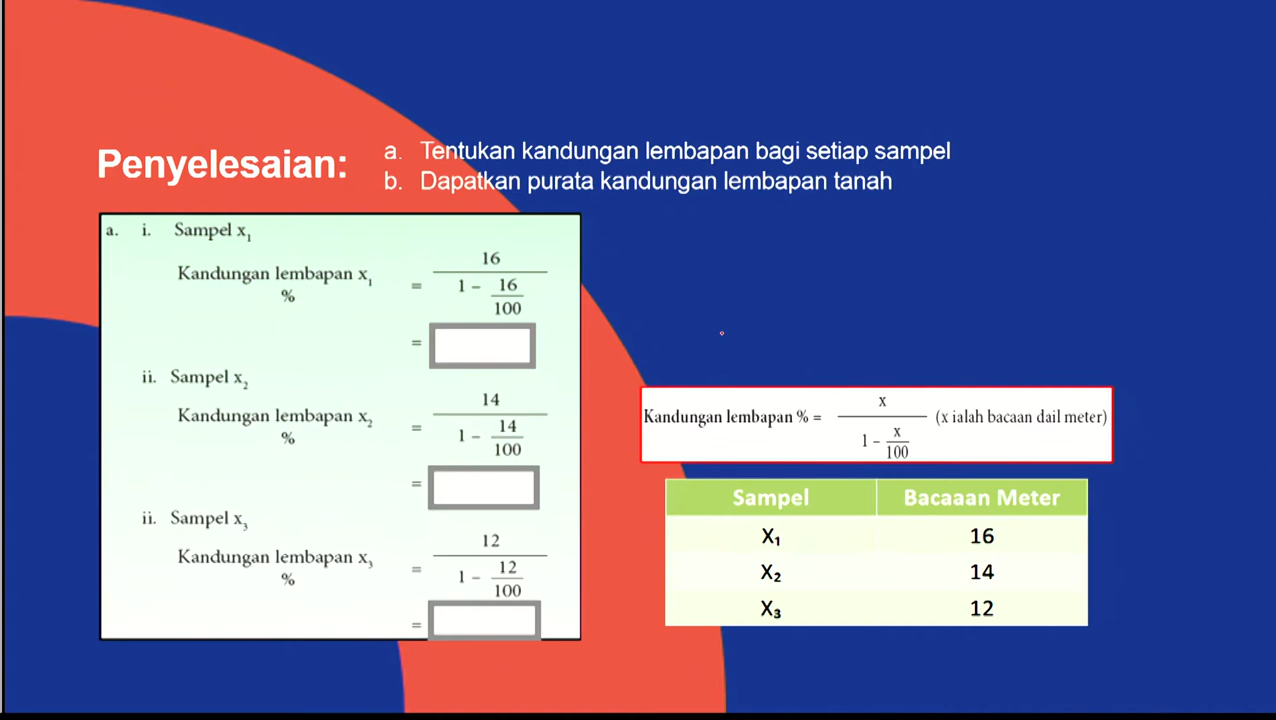 Penyelesaian:
a. Tentukan kandungan lembapan bagi setiap sampel
b. Dapatkan purata kandungan lembapan tanah
a. i. Sampel x₁
Kandungan lembapan x₁ % = 16 / (1 − 16/100)
=
ii. Sampel x₂
Kandungan lembapan x₂ % = 14 / (1 − 14/100)
=
ii. Sampel x₃
Kandungan lembapan x₃ % = 12 / (1 − 12/100)
=
Kandungan lembapan % = x / (1 − x/100) (x ialah bacaan dail meter)
Sampel Bacaaan Meter
X₁ 16
X₂ 14
X₃ 12